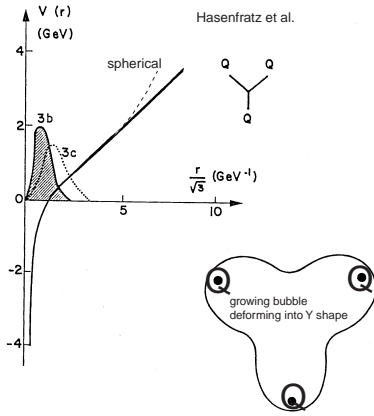 V (r)
(GeV)
Hasenfratz et al.
4
spherical
Q Q
Q
3b
2
3c
r/√3 (GeV⁻¹)
0
5
10
-2
Q Q
growing bubble
deforming into Y shape
-4
Q